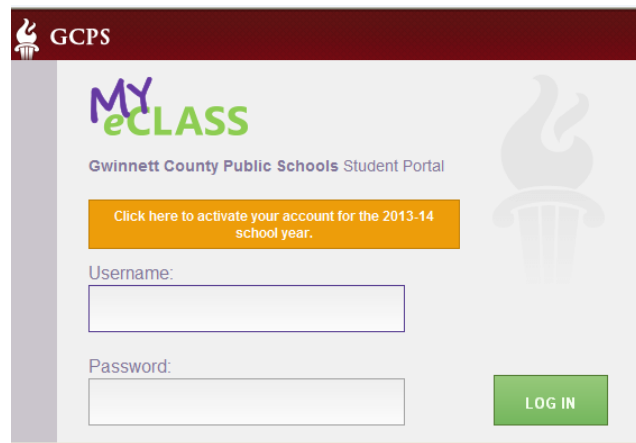 GCPS
MY
eCLASS
Gwinnett County Public Schools Student Portal
Click here to activate your account for the 2013-14
school year.
Username:
Password:
LOG IN